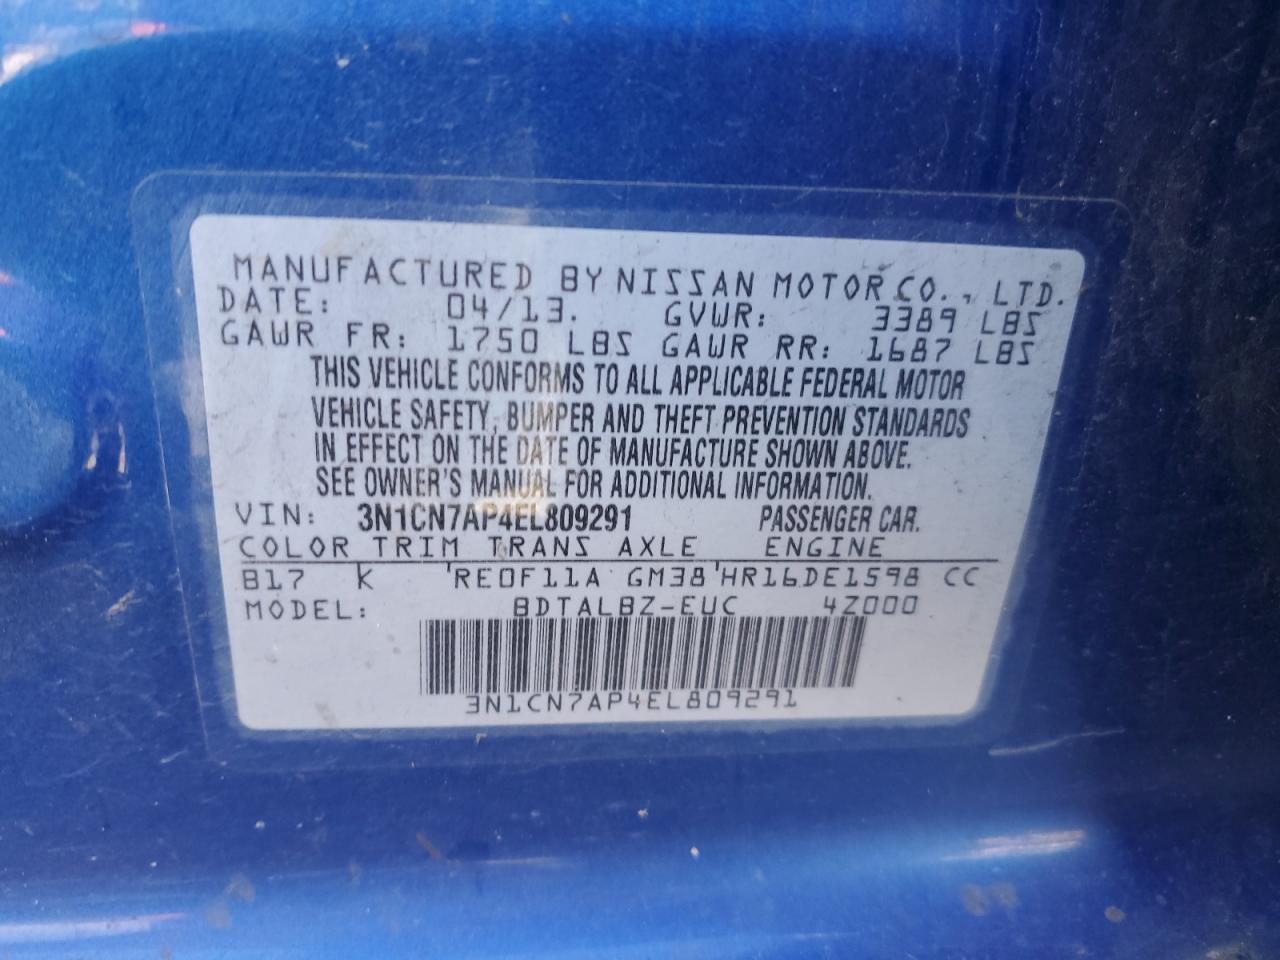 MANUFACTURED BY NISSAN MOTOR CO., LTD.
DATE: 04/13. GVWR: 3389 LBS
GAWR FR: 1750 LBS GAWR RR: 1687 LBS
THIS VEHICLE CONFORMS TO ALL APPLICABLE FEDERAL MOTOR
VEHICLE SAFETY, BUMPER AND THEFT PREVENTION STANDARDS
IN EFFECT ON THE DATE OF MANUFACTURE SHOWN ABOVE.
SEE OWNER'S MANUAL FOR ADDITIONAL INFORMATION.
VIN: 3N1CN7AP4EL809291 PASSENGER CAR.
COLOR TRIM TRANS AXLE ENGINE
B17 K 'RE0F11A GM38'HR16DE1598 CC
MODEL: BDTALBZ-EUC 4Z000
3N1CN7AP4EL809291